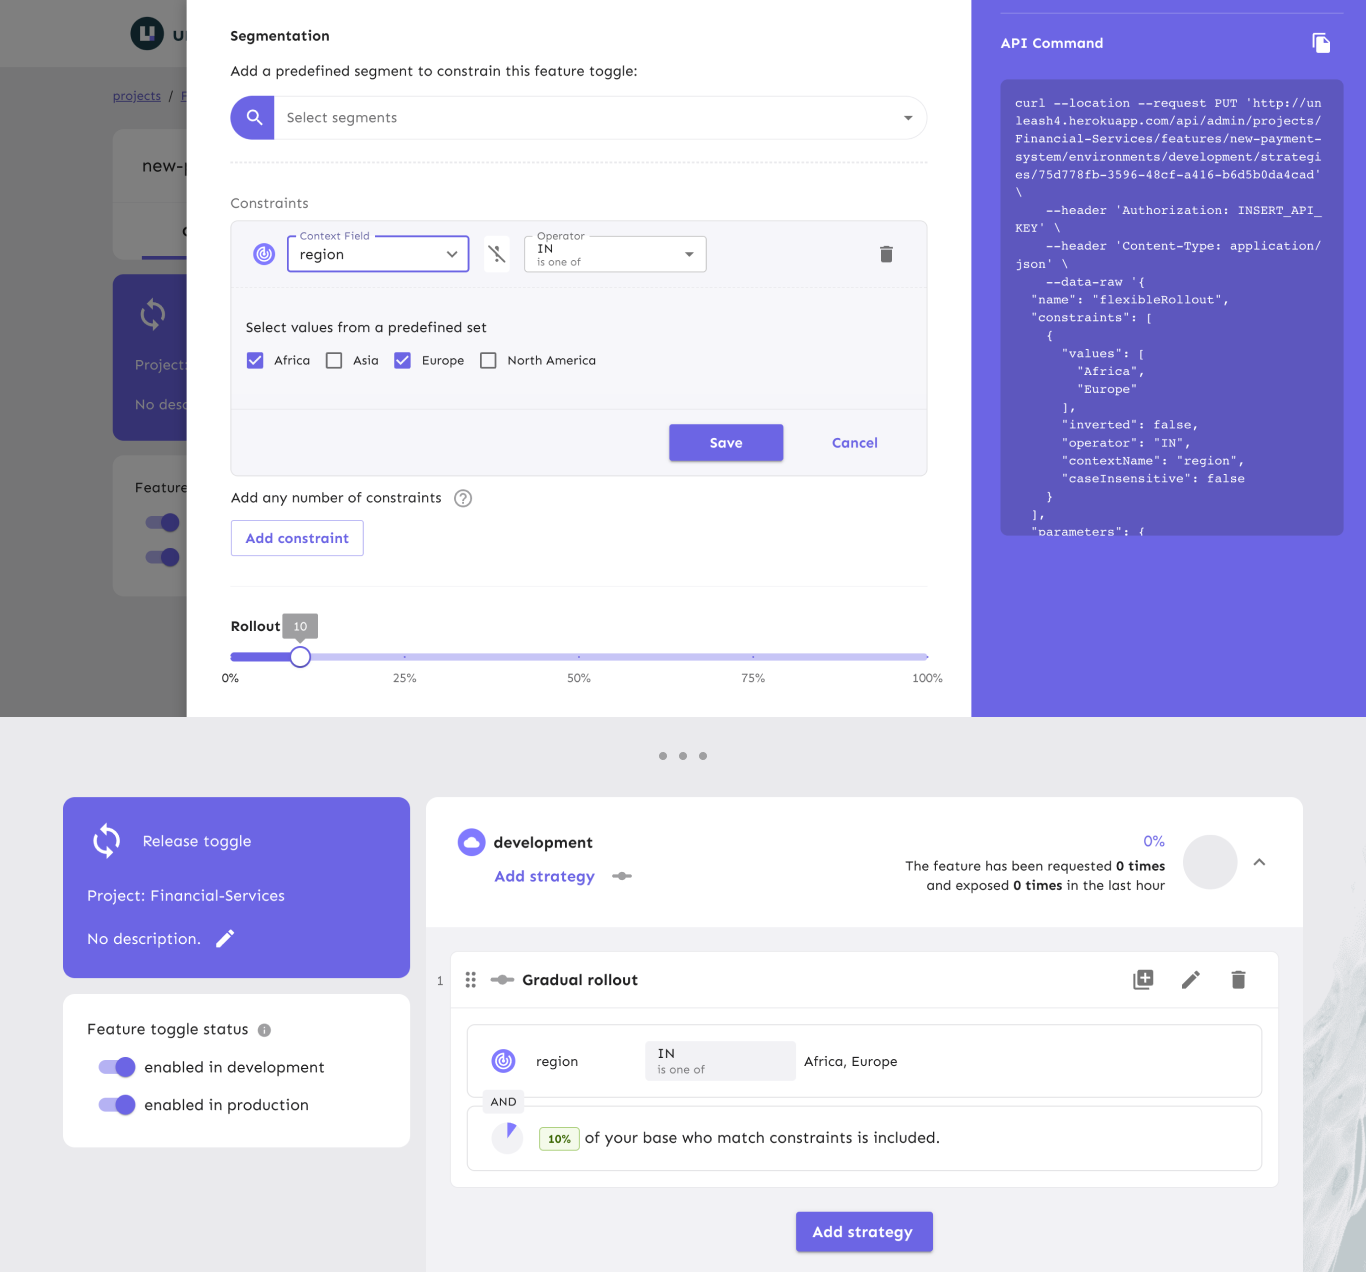 Segmentation
Add a predefined segment to constrain this feature toggle:
Select segments
projects /
new-p
Project:
No desc
Feature
Constraints
Context Field
region
Operator
IN
is one of
Select values from a predefined set
Africa
Asia
Europe
North America
Save
Cancel
Add any number of constraints
Add constraint
Rollout
10
0%
25%
50%
75%
100%
API Command
curl --location --request PUT 'http://un
leash4.herokuapp.com/api/admin/projects/
Financial-Services/features/new-payment-
system/environments/development/strategi
es/75d778fb-3596-48cf-a416-b6d5b0da4cad'
\
--header 'Authorization: INSERT_API_
KEY' \
--header 'Content-Type: application/
json' \
--data-raw '{
"name": "flexibleRollout",
"constraints": [
{
"values": [
"Africa",
"Europe"
],
"inverted": false,
"operator": "IN",
"contextName": "region",
"caseInsensitive": false
}
],
"parameters": {
Release toggle
Project: Financial-Services
No description.
Feature toggle status
enabled in development
enabled in production
development
Add strategy
0%
The feature has been requested 0 times
and exposed 0 times in the last hour
1
Gradual rollout
region
IN
is one of
Africa, Europe
AND
10% of your base who match constraints is included.
Add strategy